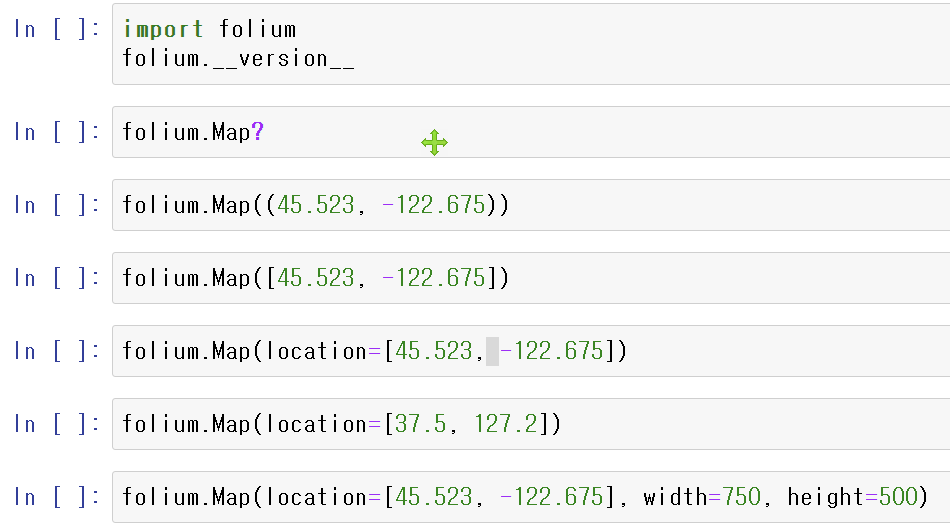 In [ ]: import folium
folium.__version__
In [ ]: folium.Map?
In [ ]: folium.Map((45.523, -122.675))
In [ ]: folium.Map([45.523, -122.675])
In [ ]: folium.Map(location=[45.523, -122.675])
In [ ]: folium.Map(location=[37.5, 127.2])
In [ ]: folium.Map(location=[45.523, -122.675], width=750, height=500)